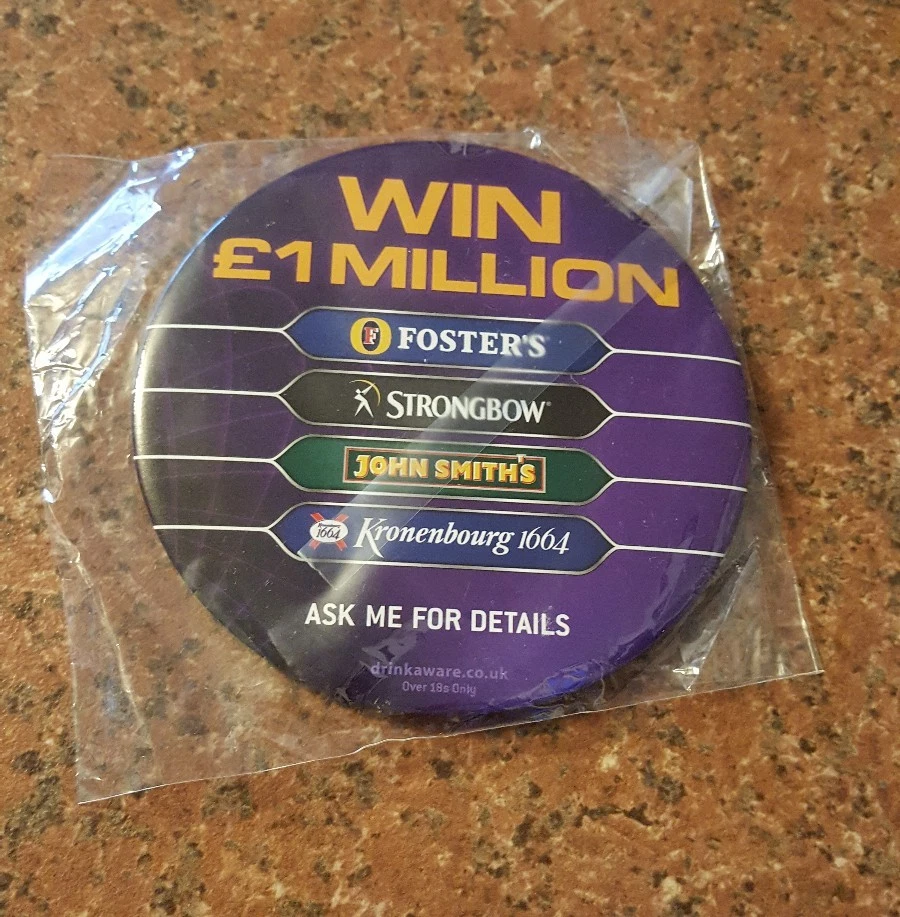 WIN
£1 MILLION
F FOSTER'S
STRONGBOW®
JOHN SMITH'S
1664 Kronenbourg 1664
ASK ME FOR DETAILS
drinkaware.co.uk
Over 18s Only